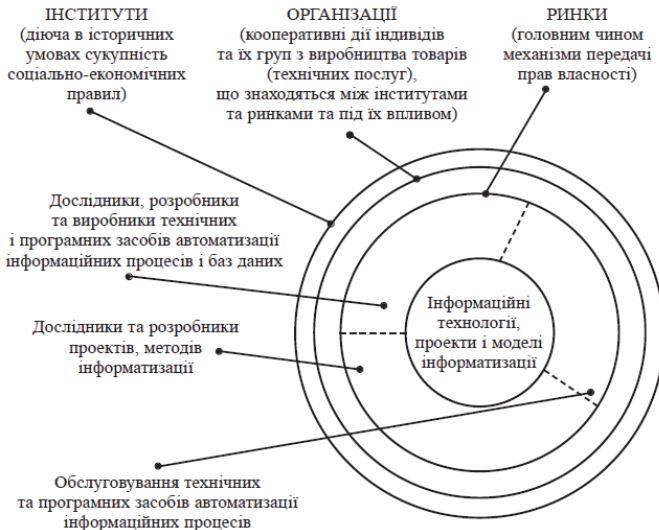 ІНСТИТУТИ
(діюча в історичних
умовах сукупність
соціально-економічних
правил)
ОРГАНІЗАЦІЇ
(кооперативні дії індивідів
та їх груп з виробництва товарів
(технічних послуг),
що знаходяться між інститутами
та ринками та під їх впливом)
РИНКИ
(головним чином
механізми передачі
прав власності)
Дослідники, розробники
та виробники технічних
і програмних засобів автоматизації
інформаційних процесів і баз даних
Дослідники та розробники
проектів, методів
інформатизації
Інформаційні
технології,
проекти і моделі
інформатизації
Обслуговування технічних
та програмних засобів автоматизації
інформаційних процесів